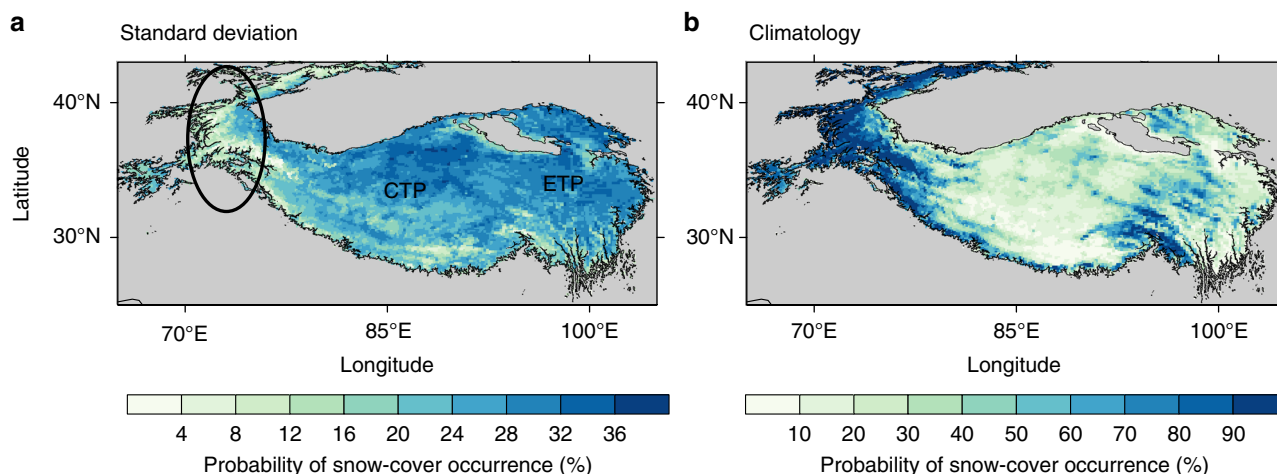 a
Standard deviation
40°N
30°N
Latitude
CTP
ETP
70°E 85°E 100°E
Longitude
4 8 12 16 20 24 28 32 36
Probability of snow-cover occurrence (%)
b
Climatology
70°E 85°E 100°E
Longitude
10 20 30 40 50 60 70 80 90
Probability of snow-cover occurrence (%)